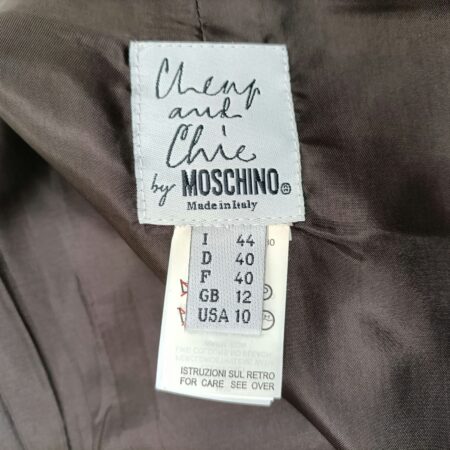 Cheap
and
Chic
by MOSCHINO®
Made in Italy
I 44
D 40
F 40
GB 12
USA 10
ISTRUZIONI SUL RETRO
FOR CARE SEE OVER